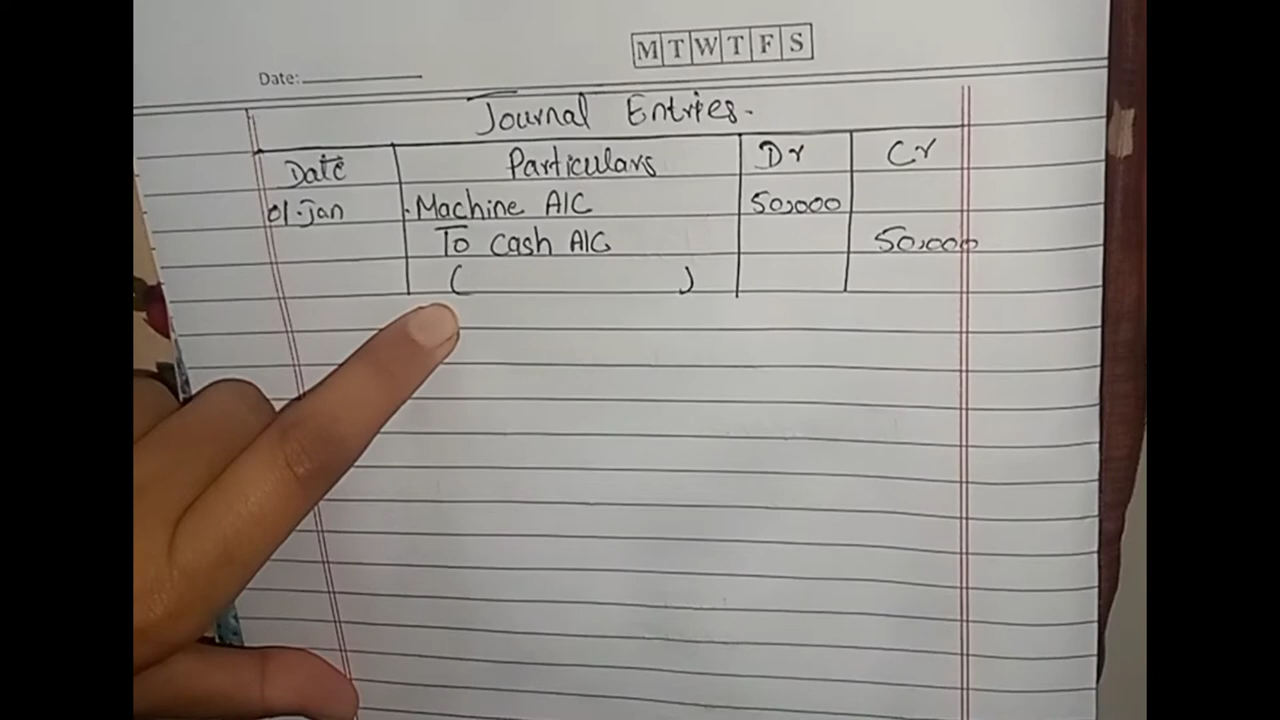 M T W T F S
Date:
Journal Entries.
Date Particulars Dr Cr
01-Jan Machine A/C 50,000
To Cash A/C 50,000
( )